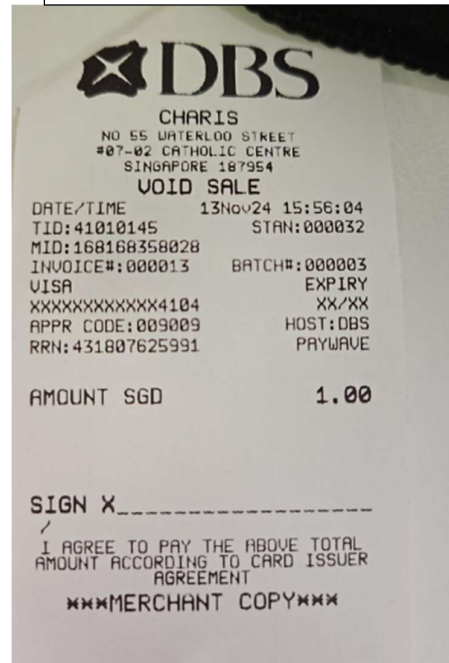 DBS
CHARIS
NO 55 WATERLOO STREET
#07-02 CATHOLIC CENTRE
SINGAPORE 187954
VOID SALE
DATE/TIME 13Nov24 15:56:04
TID:41010145 STAN:000032
MID:168168358028
INVOICE#:000013 BATCH#:000003
VISA EXPIRY
XXXXXXXXXXXX4104 XX/XX
APPR CODE:009009 HOST:DBS
RRN:431807625991 PAYWAVE
AMOUNT SGD 1.00
SIGN X___________________
/
I AGREE TO PAY THE ABOVE TOTAL
AMOUNT ACCORDING TO CARD ISSUER
AGREEMENT
***MERCHANT COPY***